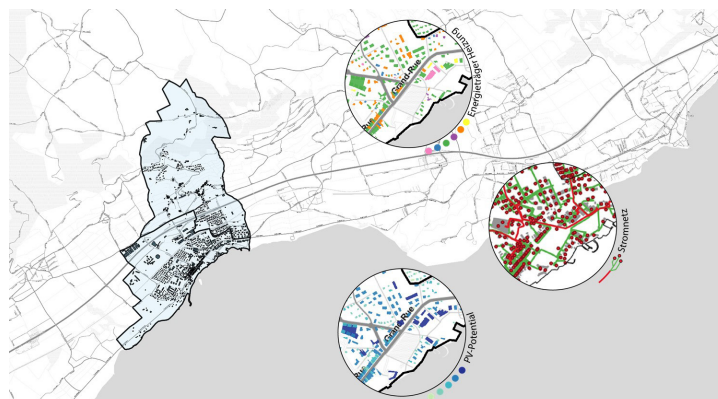 Energieträger Heizung
Grand-Rue
Rue
Stromnetz
PV-Potential
Grand-Rue
Rue